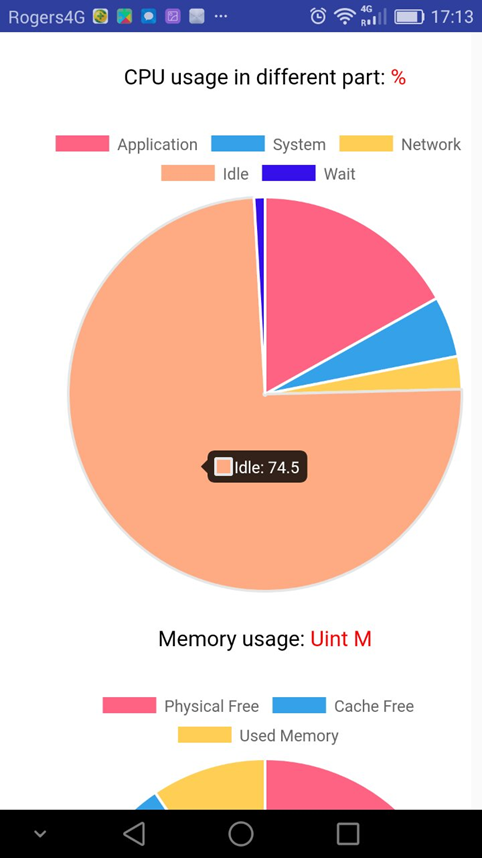 Rogers4G 4G R 17:13
CPU usage in different part: %
Application System Network
Idle Wait
Idle: 74.5
Memory usage: Uint M
Physical Free Cache Free
Used Memory